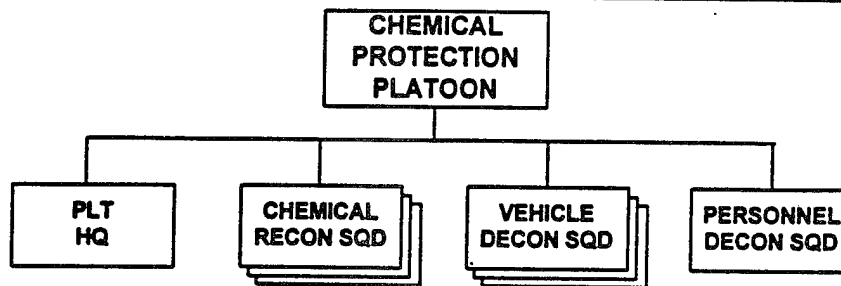 CHEMICAL
PROTECTION
PLATOON
PLT
HQ
CHEMICAL
RECON SQD
VEHICLE
DECON SQD
PERSONNEL
DECON SQD